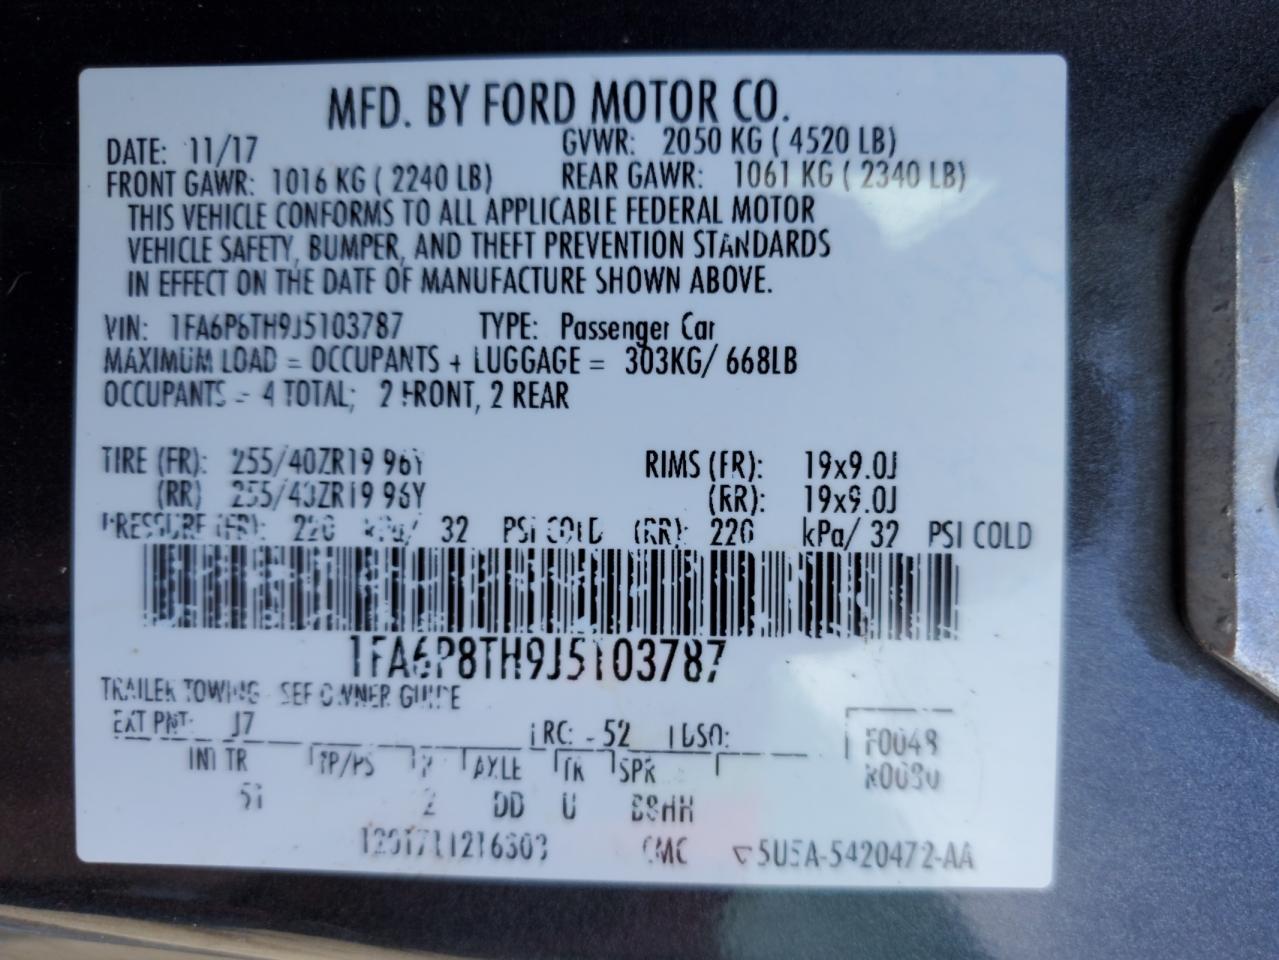 MFD. BY FORD MOTOR CO.
DATE: 11/17 GVWR: 2050 KG ( 4520 LB)
FRONT GAWR: 1016 KG ( 2240 LB) REAR GAWR: 1061 KG ( 2340 LB)
THIS VEHICLE CONFORMS TO ALL APPLICABLE FEDERAL MOTOR
VEHICLE SAFETY, BUMPER, AND THEFT PREVENTION STANDARDS
IN EFFECT ON THE DATE OF MANUFACTURE SHOWN ABOVE.
VIN: 1FA6P8TH9J5103787 TYPE: Passenger Car
MAXIMUM LOAD = OCCUPANTS + LUGGAGE = 303KG/ 668LB
OCCUPANTS - 4 TOTAL; 2 FRONT, 2 REAR
TIRE (FR): 255/40ZR19 96Y RIMS (FR): 19x9.0J
(RR) 255/40ZR19 96Y (RR): 19x9.0J
PRESSURE (FR): 220 kPa/ 32 PSI COLD (RR): 220 kPa/ 32 PSI COLD
1FA6P8TH9J5103787
TRAILER TOWING - SEE OWNER GUIDE
EXT PNT: J7 RC: 52 DSO:
INT TR TP/PS R AXLE TR SPR
51 2 DD U
CMC 5U5A-5420472-AA